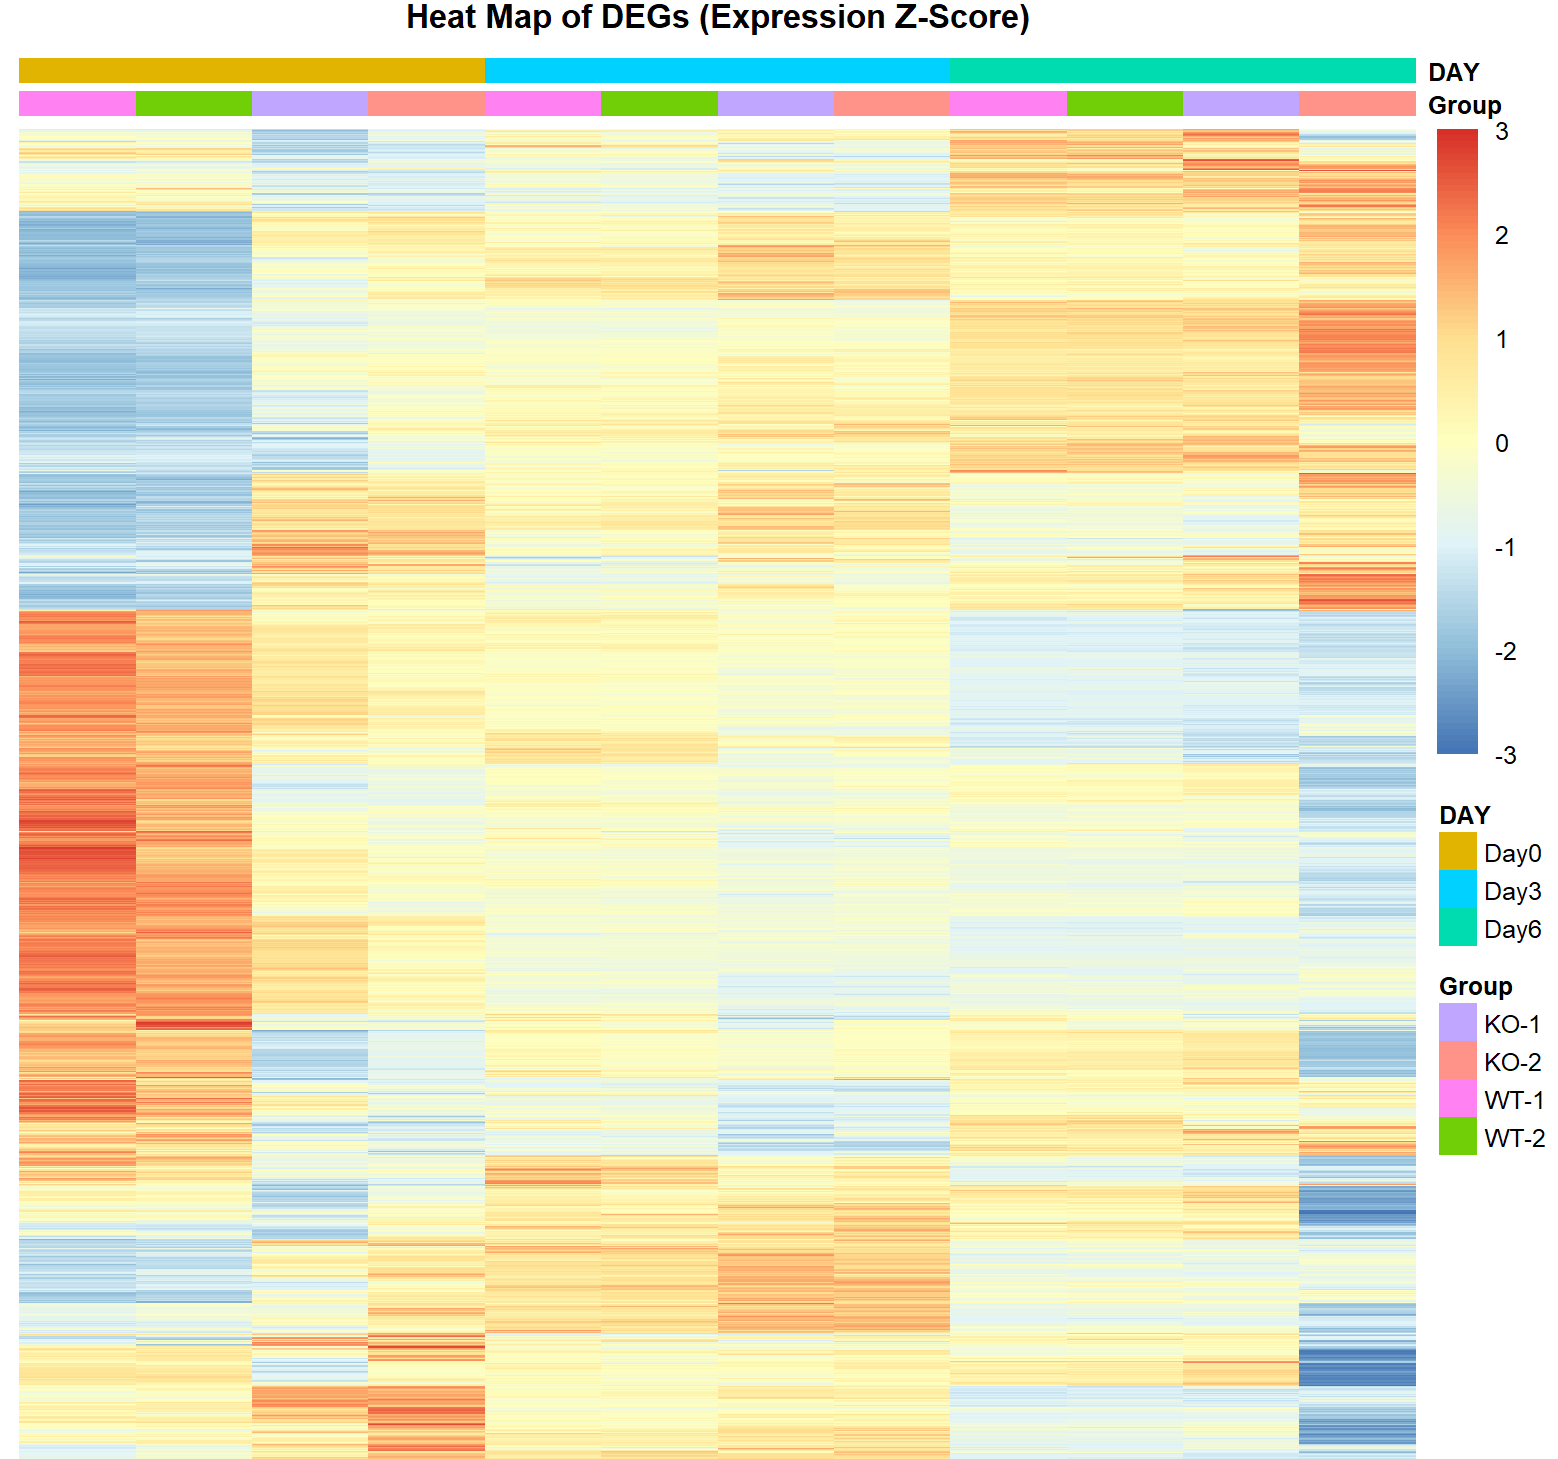 Heat Map of DEGs (Expression Z-Score)
DAY
Group
3
2
1
0
-1
-2
-3
DAY
Day0
Day3
Day6
Group
KO-1
KO-2
WT-1
WT-2